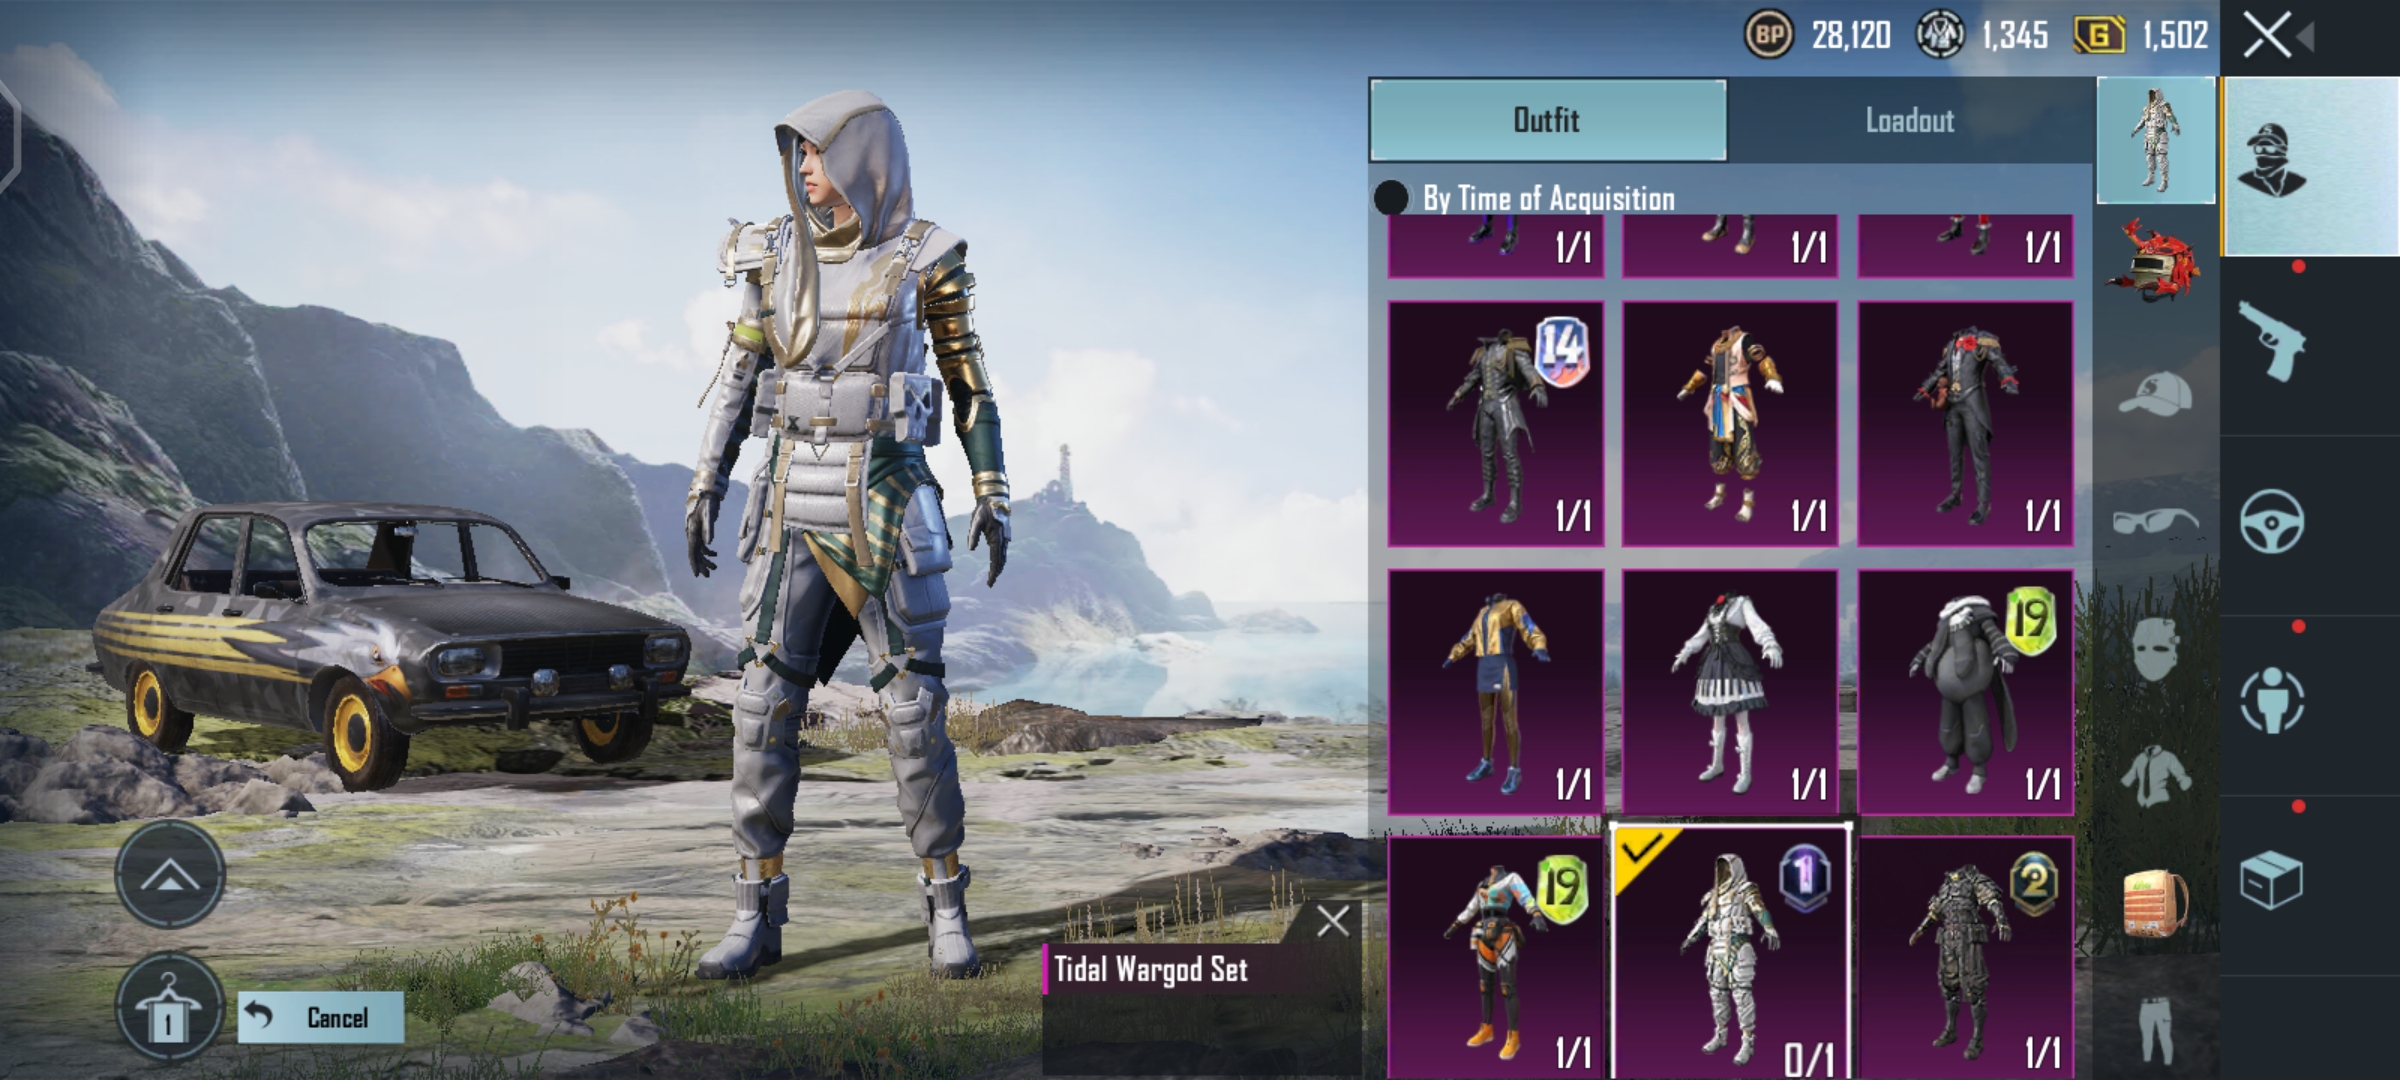 BP 28,120 1,345 G 1,502
Outfit
Loadout
By Time of Acquisition
1/1 1/1 1/1
14
1/1 1/1 1/1
19
1/1 1/1 1/1
19 1 2
1/1 0/1 1/1
Tidal Wargod Set
1
Cancel